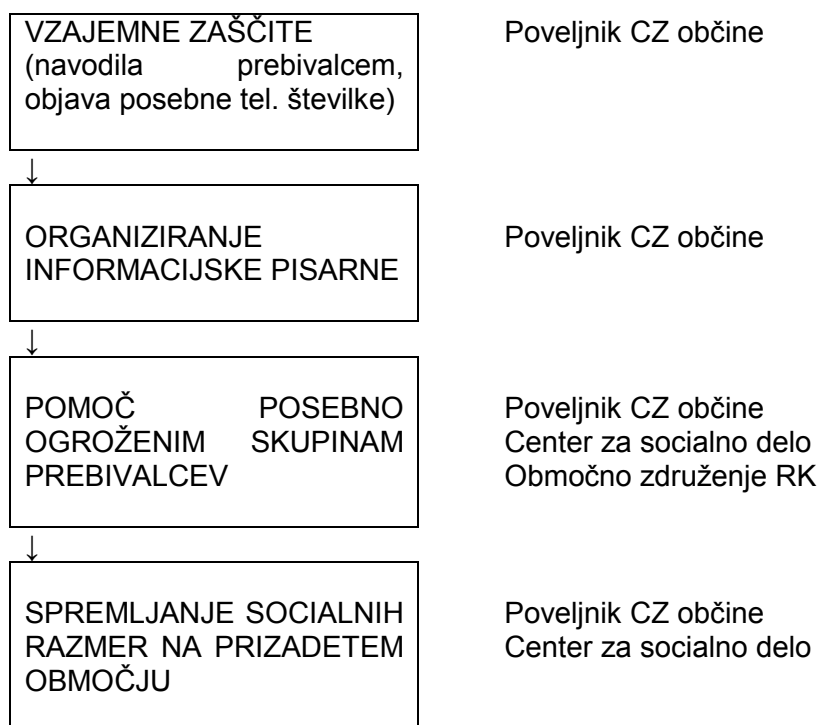 VZAJEMNE ZAŠČITE
(navodila prebivalcem,
objava posebne tel. številke)
Poveljnik CZ občine
↓
ORGANIZIRANJE
INFORMACIJSKE PISARNE
Poveljnik CZ občine
↓
POMOČ POSEBNO
OGROŽENIM SKUPINAM
PREBIVALCEV
Poveljnik CZ občine
Center za socialno delo
Območno združenje RK
↓
SPREMLJANJE SOCIALNIH
RAZMER NA PRIZADETEM
OBMOČJU
Poveljnik CZ občine
Center za socialno delo